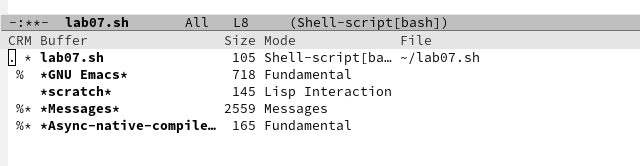 -:**-  lab07.sh       All   L8     (Shell-script[bash])
CRM Buffer                Size Mode             File
. * lab07.sh               105 Shell-script[ba… ~/lab07.sh
 %  *GNU Emacs*            718 Fundamental
    *scratch*              145 Lisp Interaction
 %* *Messages*            2559 Messages
 %* *Async-native-compile…  165 Fundamental